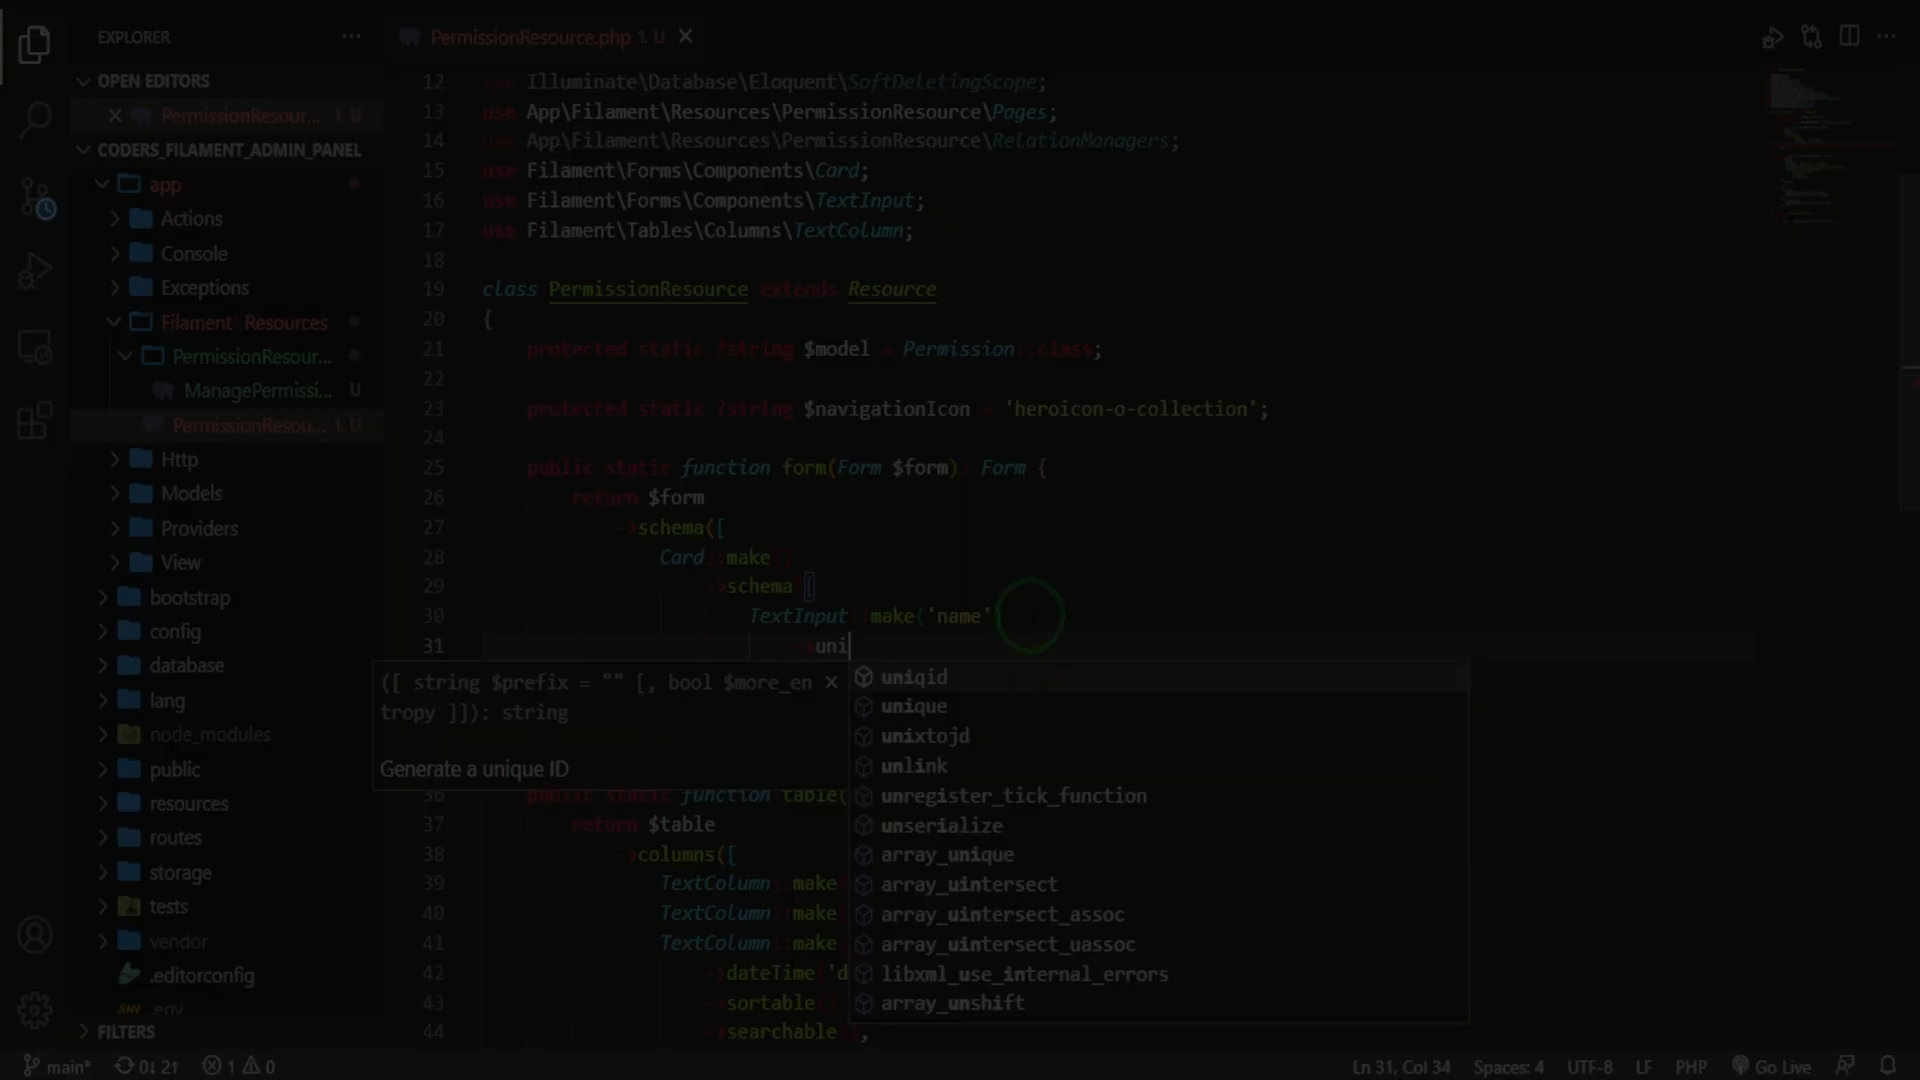 EXPLORER
PermissionResource.php 1, U
OPEN EDITORS
PermissionResour... 1, U
CODERS_FILAMENT_ADMIN_PANEL
app
Actions
Console
Exceptions
Filament \ Resources
PermissionResour...
ManagePermissi... U
PermissionResou... 1, U
Http
Models
Providers
View
bootstrap
config
database
lang
node_modules
public
resources
routes
storage
tests
vendor
.editorconfig
.env
FILTERS
12 use Illuminate\Database\Eloquent\SoftDeletingScope;
13 use App\Filament\Resources\PermissionResource\Pages;
14 use App\Filament\Resources\PermissionResource\RelationManagers;
15 use Filament\Forms\Components\Card;
16 use Filament\Forms\Components\TextInput;
17 use Filament\Tables\Columns\TextColumn;
18
19 class PermissionResource extends Resource
20 {
21 protected static ?string $model = Permission::class;
22
23 protected static ?string $navigationIcon = 'heroicon-o-collection';
24
25 public static function form(Form $form): Form {
26 return $form
27 ->schema([
28 Card::make()
29 ->schema([
30 TextInput::make('name')
31 ->uni
([ string $prefix = "" [, bool $more_en
tropy ]]): string
Generate a unique ID
uniqid
unique
unixtojd
unlink
unregister_tick_function
unserialize
array_unique
array_uintersect
array_uintersect_assoc
array_uintersect_uassoc
libxml_use_internal_errors
array_unshift
36 public static function table(
37 return $table
38 ->columns([
39 TextColumn::make
40 TextColumn::make
41 TextColumn::make
42 ->dateTime('d
43 ->sortable()
44 ->searchable(),
main* 0↓ 2↑ 1 0
Ln 31, Col 34 Spaces: 4 UTF-8 LF PHP Go Live